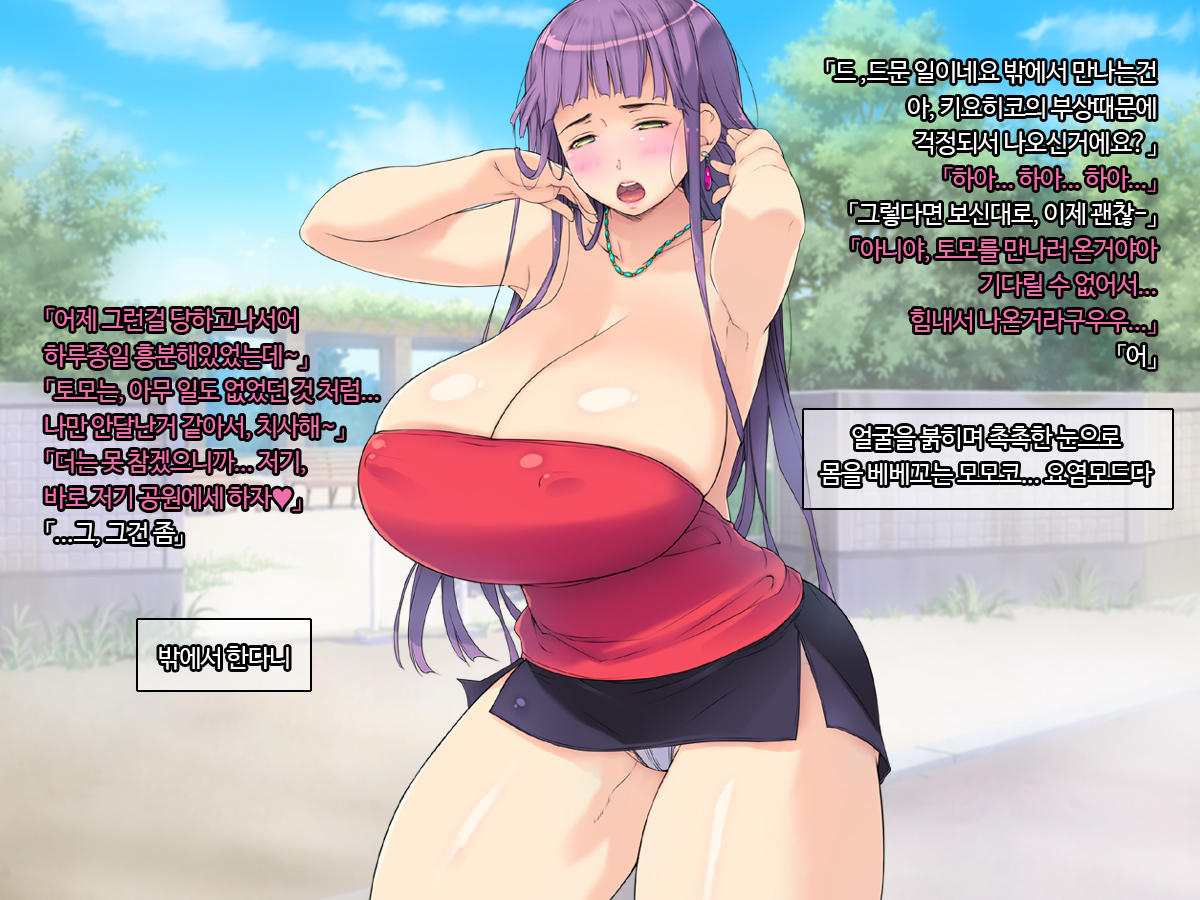 「드 ,드문 일이네요 밖에서 만나는건
아, 키요히코의 부상때문에
걱정되서 나오신거에요? 」
「하아... 하아... 하아...」
「그렇다면 보신대로, 이제 괜찮-」
「아니야, 토모를 만나러 온거야아
기다릴 수 없어서...
힘내서 나온거라구우우...」
「어」
얼굴을 붉히며 촉촉한 눈으로
몸을 베베꼬는 모모코... 요염모드다
「어제 그런걸 당하고나서어
하루종일 흥분해있었는데~」
「토모는, 아무 일도 없었던 것 처럼...
나만 안달난거 같아서, 치사해~」
「더는 못 참겠으니까... 저기,
바로 저기 공원에세 하자♥」
「...그, 그건 좀」
밖에서 한다니